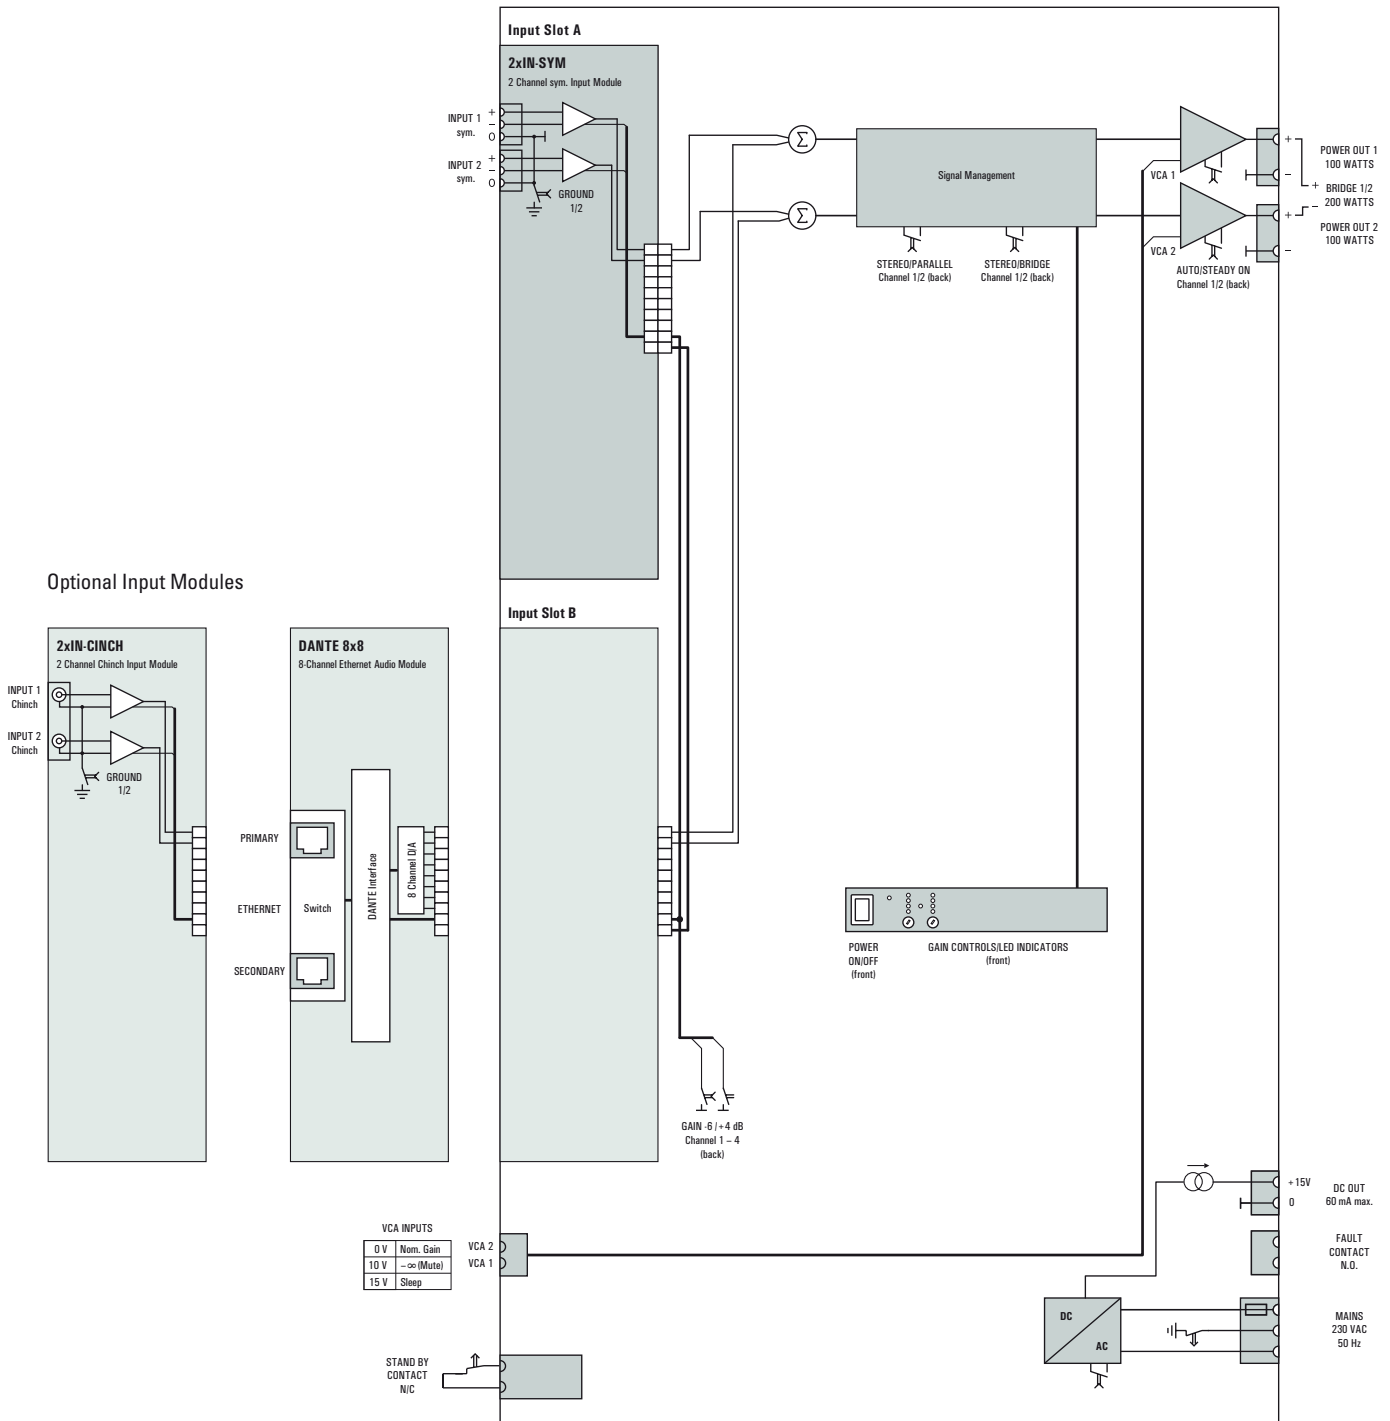 Input Slot A
2xIN-SYM
2 Channel sym. Input Module
INPUT 1
sym.
+
−
0
INPUT 2
sym.
+
−
0
GROUND
1/2
Σ
Σ
Signal Management
STEREO/PARALLEL
Channel 1/2 (back)
STEREO/BRIDGE
Channel 1/2 (back)
VCA 1
VCA 2
AUTO/STEADY ON
Channel 1/2 (back)
+
−
+
−
POWER OUT 1
100 WATTS
+ BRIDGE 1/2
− 200 WATTS
POWER OUT 2
100 WATTS
Optional Input Modules
2xIN-CINCH
2 Channel Chinch Input Module
INPUT 1
Chinch
INPUT 2
Chinch
GROUND
1/2
DANTE 8x8
8-Channel Ethernet Audio Module
PRIMARY
ETHERNET
SECONDARY
Switch
DANTE Interface
8 Channel D/A
Input Slot B
GAIN -6 /+4 dB
Channel 1 – 4
(back)
POWER
ON/OFF
(front)
GAIN CONTROLS/LED INDICATORS
(front)
VCA INPUTS
0 V Nom. Gain
10 V −∞ (Mute)
15 V Sleep
VCA 2
VCA 1
STAND BY
CONTACT
N/C
+15V
0
DC OUT
60 mA max.
FAULT
CONTACT
N.O.
DC
AC
MAINS
230 VAC
50 Hz